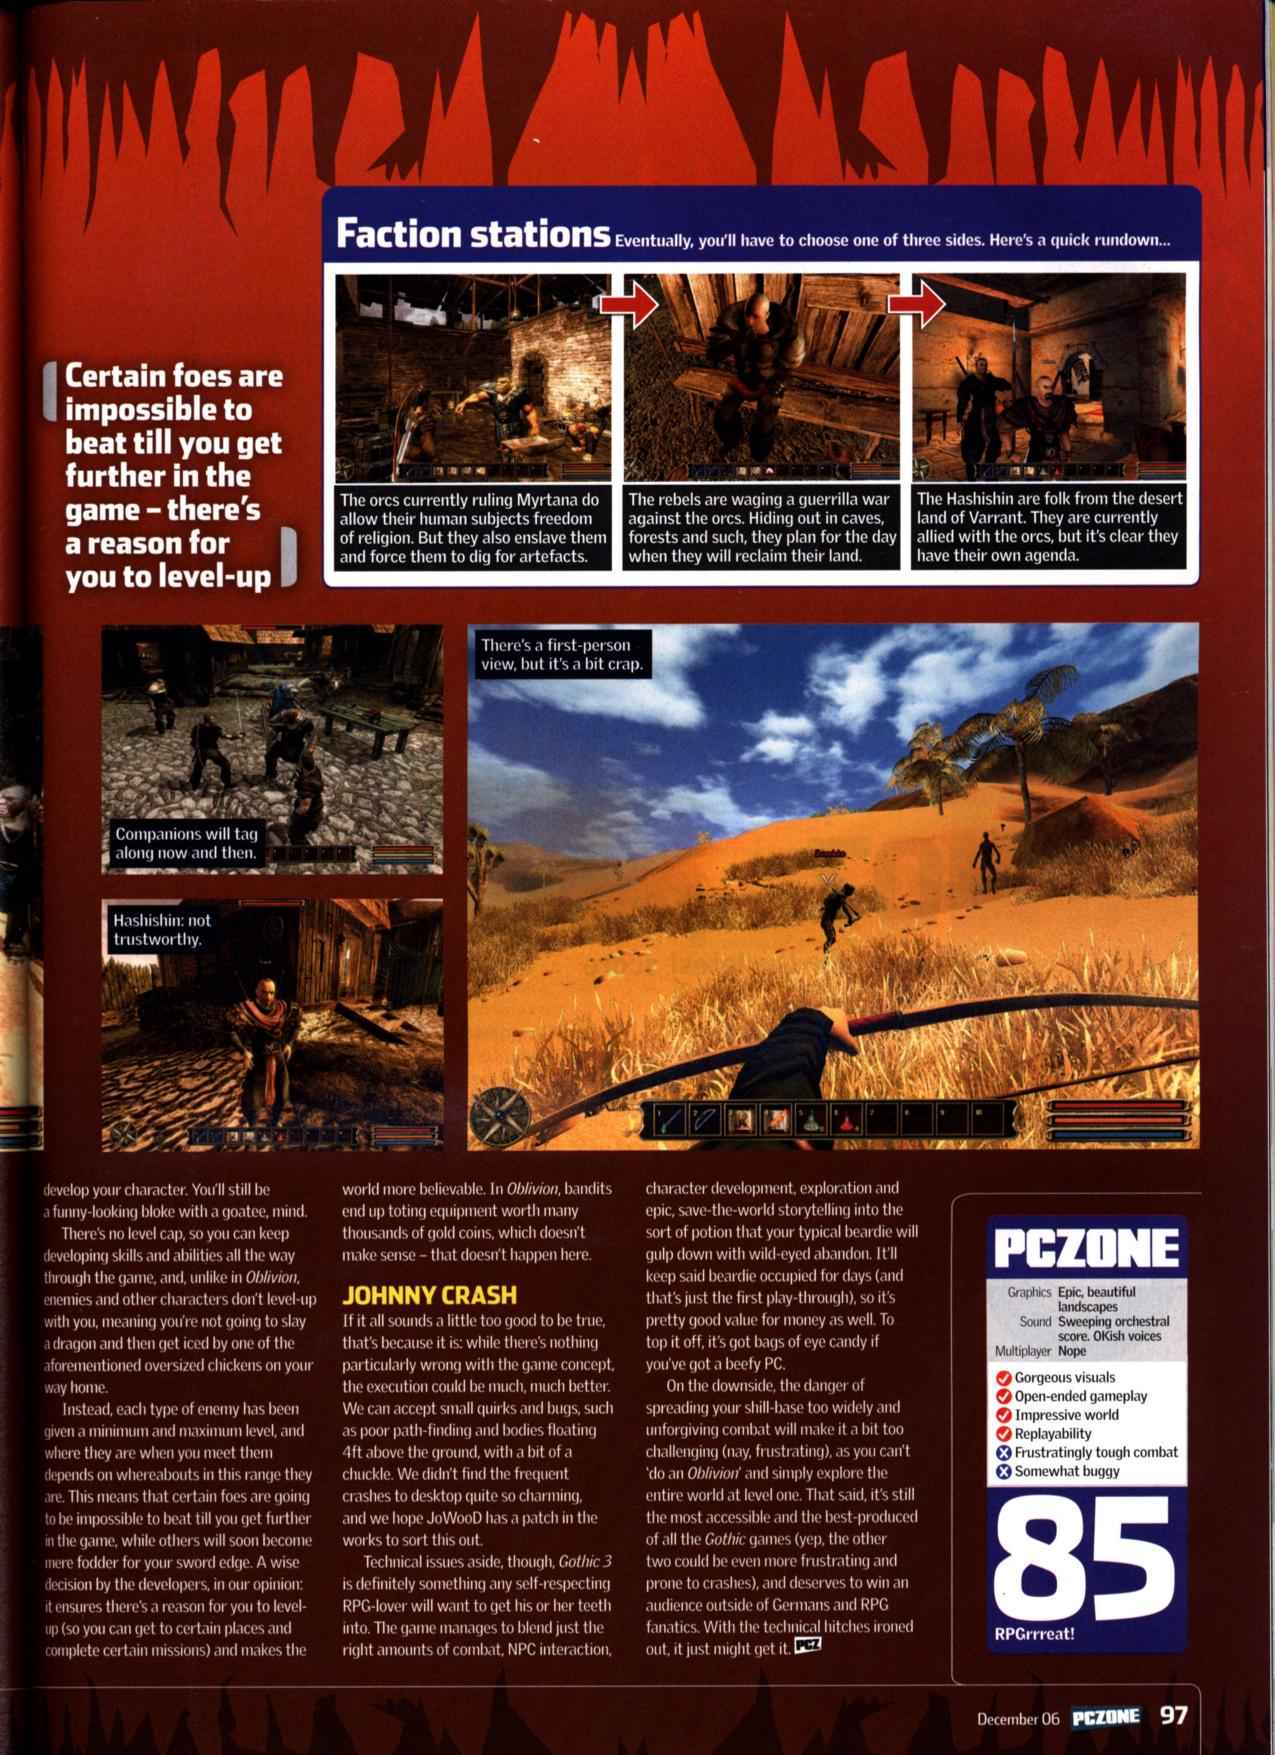 Faction stations Eventually, you'll have to choose one of three sides. Here's a quick rundown...
The orcs currently ruling Myrtana do
allow their human subjects freedom
of religion. But they also enslave them
and force them to dig for artefacts.
The rebels are waging a guerrilla war
against the orcs. Hiding out in caves,
forests and such, they plan for the day
when they will reclaim their land.
The Hashishin are folk from the desert
land of Varrant. They are currently
allied with the orcs, but it's clear they
have their own agenda.
Certain foes are
impossible to
beat till you get
further in the
game – there's
a reason for
you to level-up
Companions will tag
along now and then.
Hashishin: not
trustworthy.
There's a first-person
view, but it's a bit crap.
Zombie
1 2 3 4 5 6 7 8 9 10
develop your character. You'll still be
a funny-looking bloke with a goatee, mind.
There's no level cap, so you can keep
developing skills and abilities all the way
through the game, and, unlike in Oblivion,
enemies and other characters don't level-up
with you, meaning you're not going to slay
a dragon and then get iced by one of the
aforementioned oversized chickens on your
way home.
Instead, each type of enemy has been
given a minimum and maximum level, and
where they are when you meet them
depends on whereabouts in this range they
are. This means that certain foes are going
to be impossible to beat till you get further
in the game, while others will soon become
mere fodder for your sword edge. A wise
decision by the developers, in our opinion:
it ensures there's a reason for you to level-
up (so you can get to certain places and
complete certain missions) and makes the
world more believable. In Oblivion, bandits
end up toting equipment worth many
thousands of gold coins, which doesn't
make sense – that doesn't happen here.
JOHNNY CRASH
If it all sounds a little too good to be true,
that's because it is: while there's nothing
particularly wrong with the game concept,
the execution could be much, much better.
We can accept small quirks and bugs, such
as poor path-finding and bodies floating
4ft above the ground, with a bit of a
chuckle. We didn't find the frequent
crashes to desktop quite so charming,
and we hope JoWooD has a patch in the
works to sort this out.
Technical issues aside, though, Gothic 3
is definitely something any self-respecting
RPG-lover will want to get his or her teeth
into. The game manages to blend just the
right amounts of combat, NPC interaction,
character development, exploration and
epic, save-the-world storytelling into the
sort of potion that your typical beardie will
gulp down with wild-eyed abandon. It'll
keep said beardie occupied for days (and
that's just the first play-through), so it's
pretty good value for money as well. To
top it off, it's got bags of eye candy if
you've got a beefy PC.
On the downside, the danger of
spreading your shill-base too widely and
unforgiving combat will make it a bit too
challenging (nay, frustrating), as you can't
'do an Oblivion' and simply explore the
entire world at level one. That said, it's still
the most accessible and the best-produced
of all the Gothic games (yep, the other
two could be even more frustrating and
prone to crashes), and deserves to win an
audience outside of Germans and RPG
fanatics. With the technical hitches ironed
out, it just might get it. PCZ
PCZONE
Graphics Epic, beautiful
landscapes
Sound Sweeping orchestral
score. OKish voices
Multiplayer Nope
Gorgeous visuals
Open-ended gameplay
Impressive world
Replayability
Frustratingly tough combat
Somewhat buggy
85
RPGrrreat!
December 06 PCZONE 97